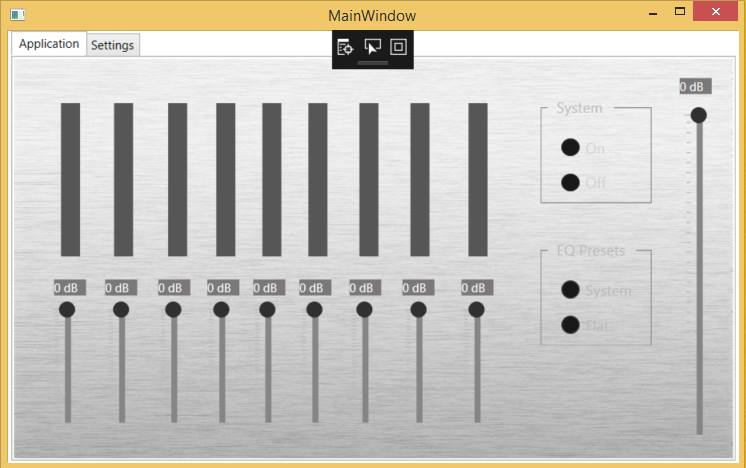 MainWindow
Application
Settings
0 dB
System
On
Off
EQ Presets
System
Flat
0 dB
0 dB
0 dB
0 dB
0 dB
0 dB
0 dB
0 dB
0 dB